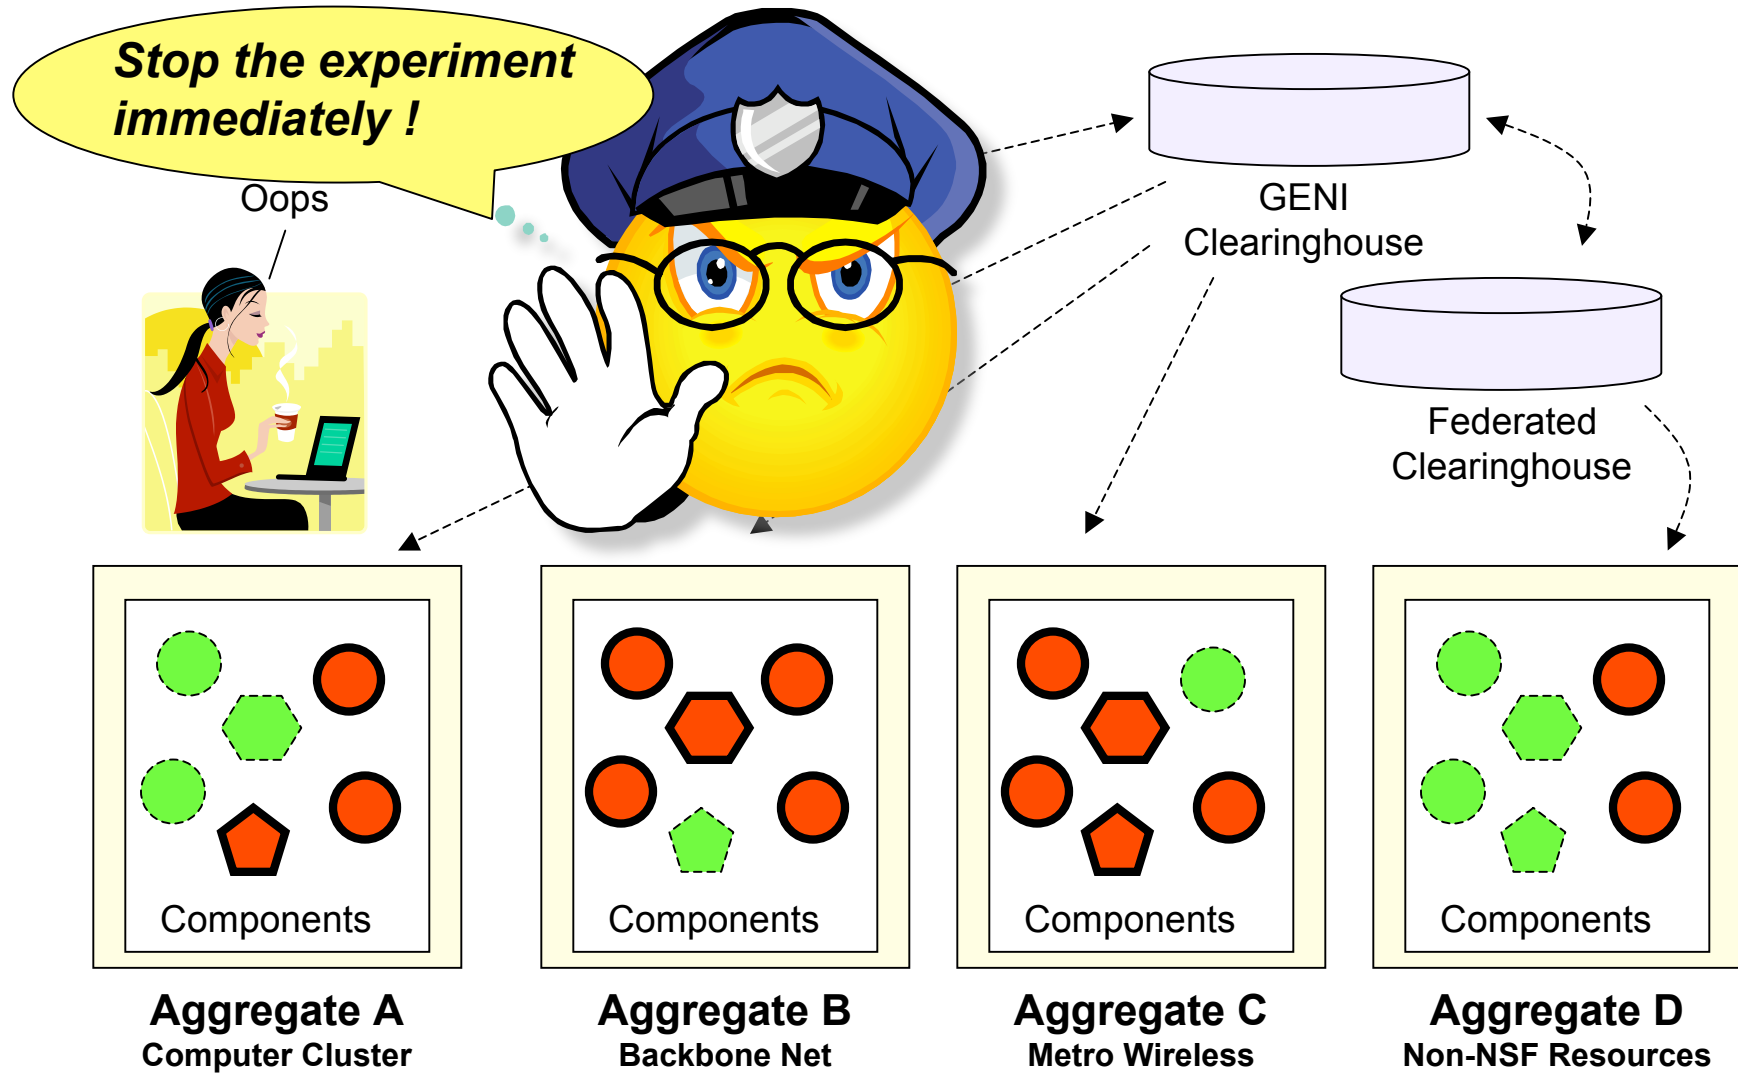 Stop the experiment
immediately !
Oops
GENI
Clearinghouse
Federated
Clearinghouse
Components
Components
Components
Components
Aggregate A
Computer Cluster
Aggregate B
Backbone Net
Aggregate C
Metro Wireless
Aggregate D
Non-NSF Resources